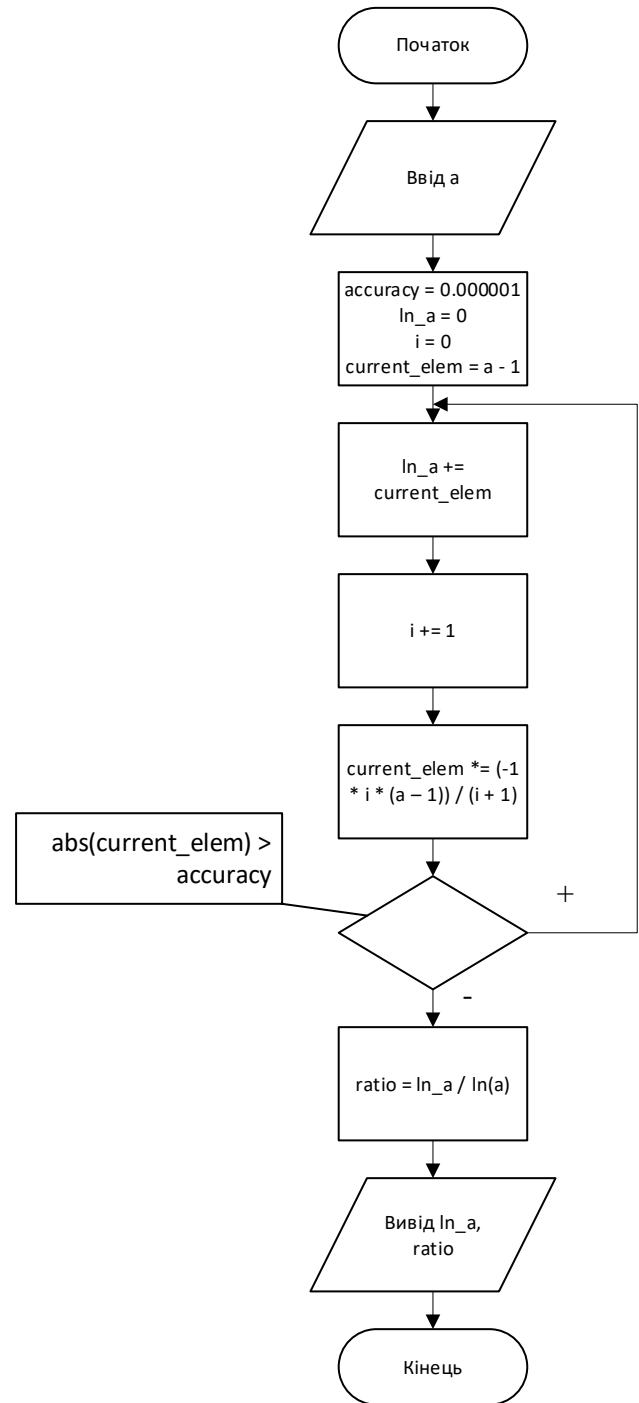 Початок
Ввід a
accuracy = 0.000001
ln_a = 0
i = 0
current_elem = a - 1
ln_a +=
current_elem
i += 1
current_elem *= (-1
* i * (a – 1)) / (i + 1)
abs(current_elem) >
accuracy
+
-
ratio = ln_a / ln(a)
Вивід ln_a,
ratio
Кінець